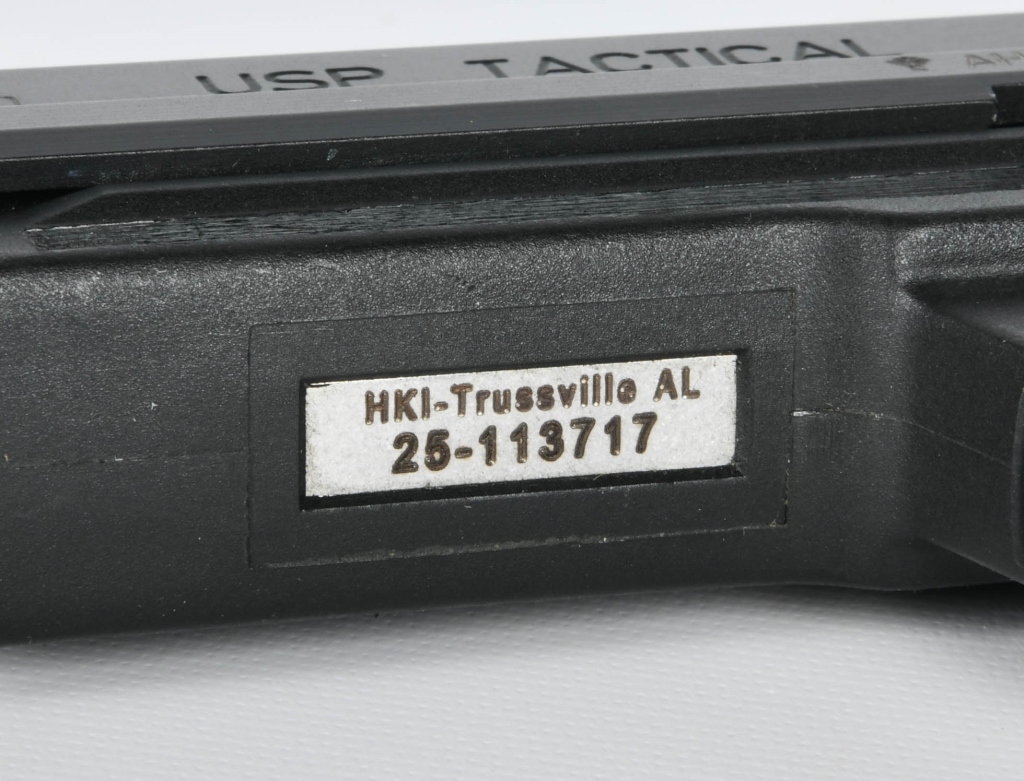 USP TACTICAL
HKI-Trussville AL
25-113717